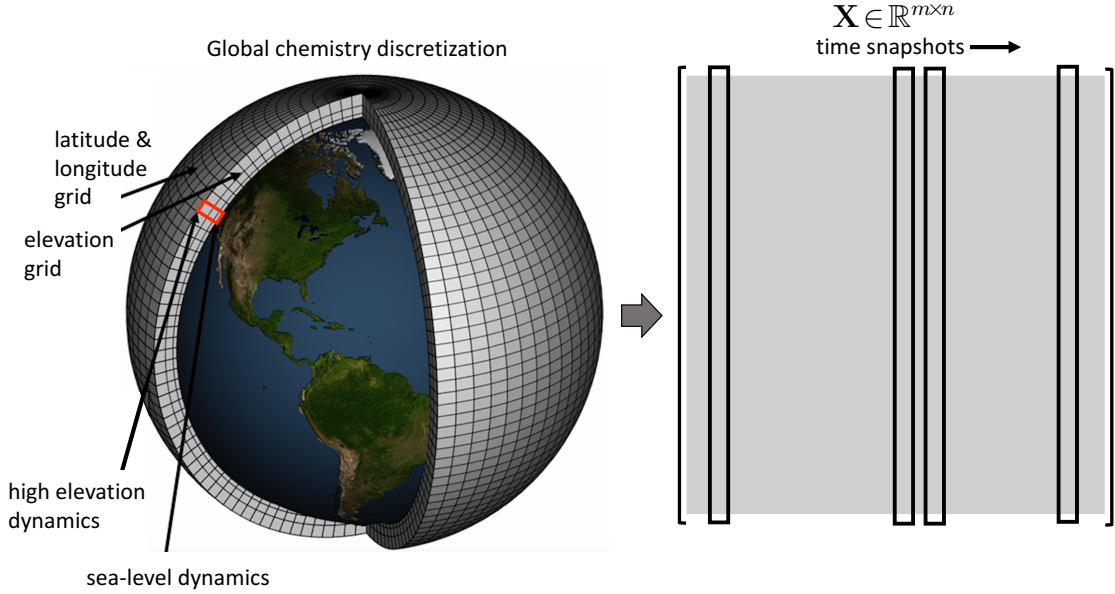 Global chemistry discretization
latitude &
longitude
grid
elevation
grid
high elevation
dynamics
sea-level dynamics
X ∈ ℝ^{m×n}
time snapshots